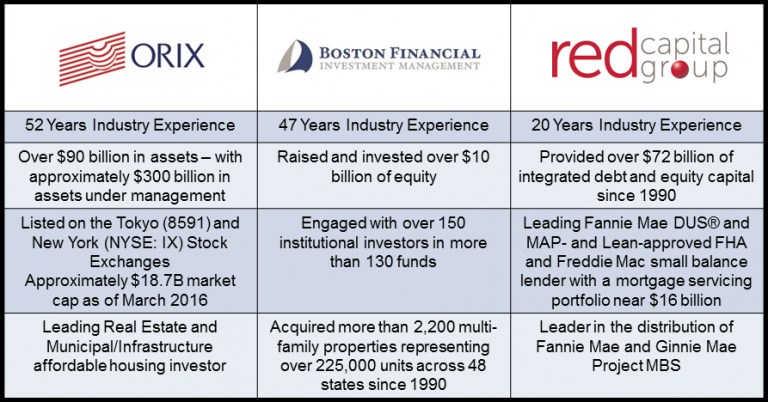 ORIX
BOSTON FINANCIAL
INVESTMENT MANAGEMENT
red capital
group
52 Years Industry Experience
47 Years Industry Experience
20 Years Industry Experience
Over $90 billion in assets – with
approximately $300 billion in
assets under management
Raised and invested over $10
billion of equity
Provided over $72 billion of
integrated debt and equity capital
since 1990
Listed on the Tokyo (8591) and
New York (NYSE: IX) Stock
Exchanges
Approximately $18.7B market
cap as of March 2016
Engaged with over 150
institutional investors in more
than 130 funds
Leading Fannie Mae DUS® and
MAP- and Lean-approved FHA
and Freddie Mac small balance
lender with a mortgage servicing
portfolio near $16 billion
Leading Real Estate and
Municipal/Infrastructure
affordable housing investor
Acquired more than 2,200 multi-
family properties representing
over 225,000 units across 48
states since 1990
Leader in the distribution of
Fannie Mae and Ginnie Mae
Project MBS